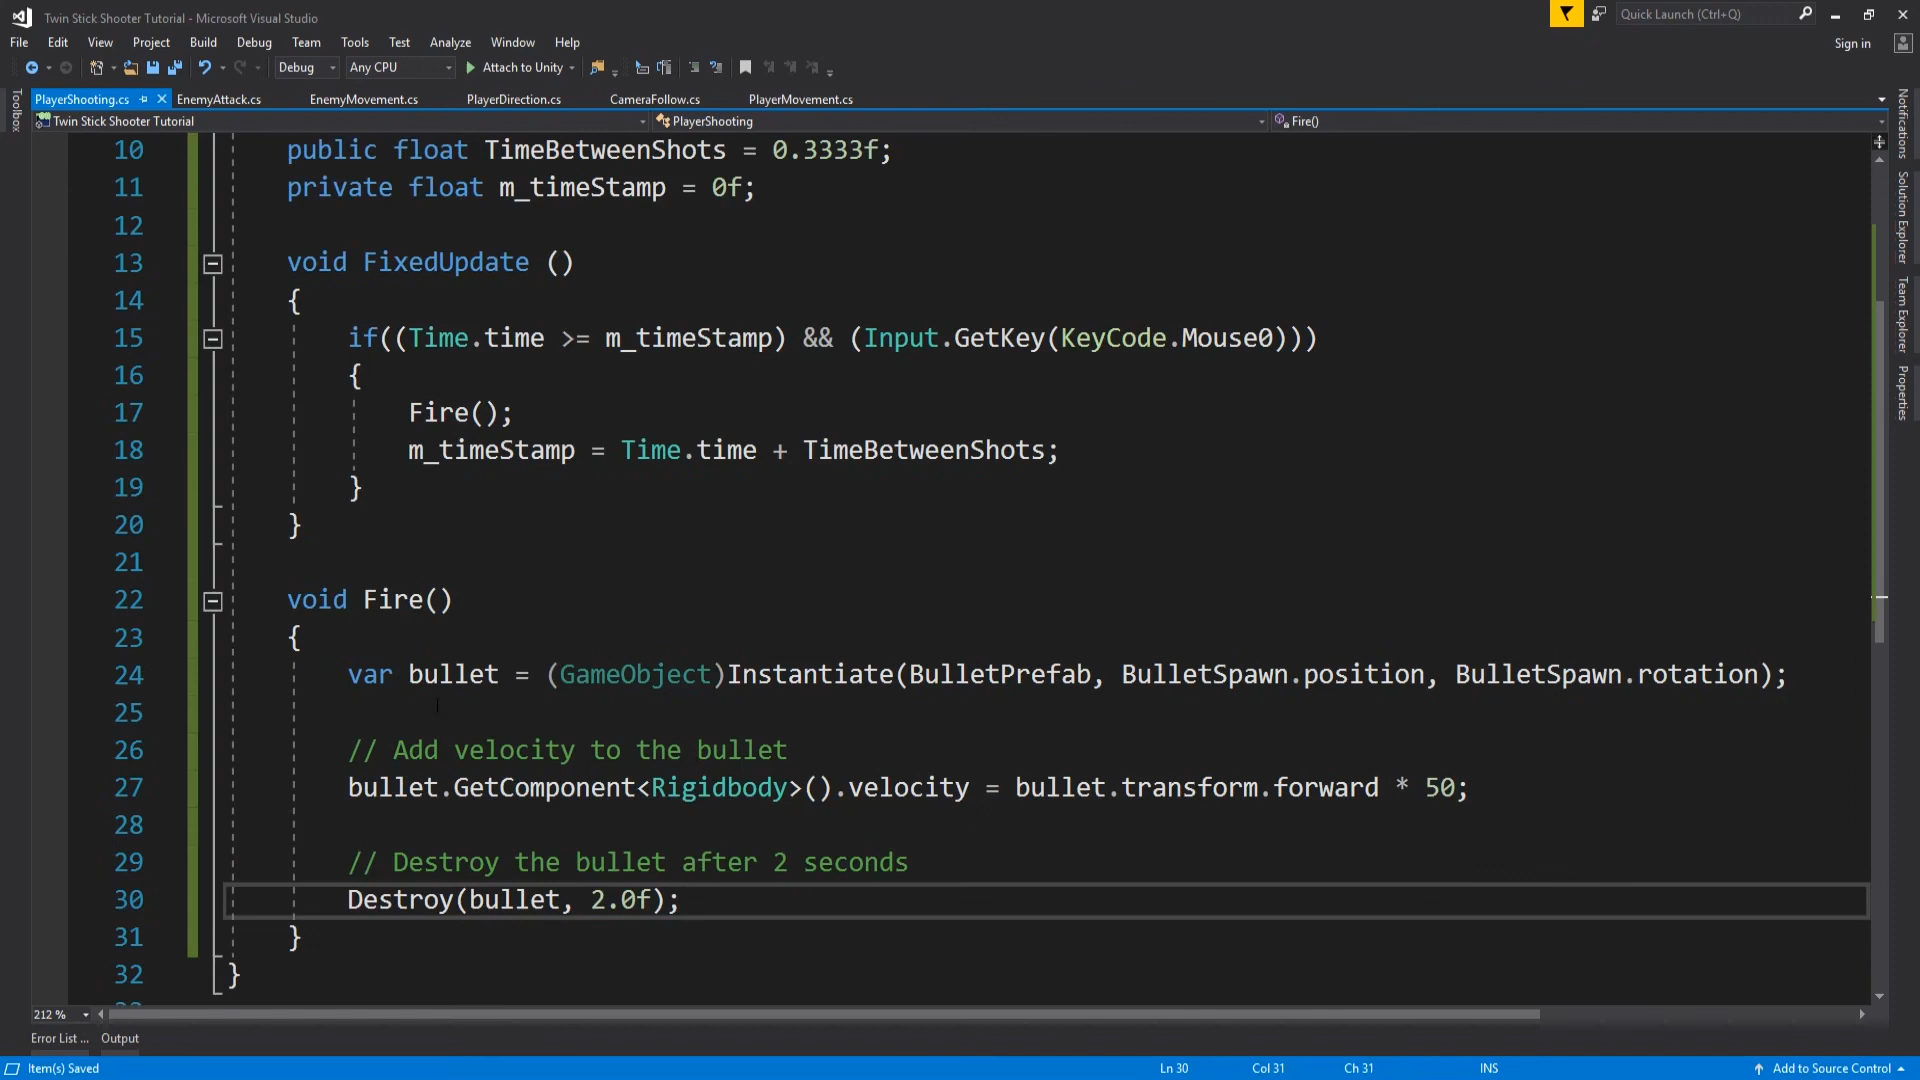 Twin Stick Shooter Tutorial - Microsoft Visual Studio
Quick Launch (Ctrl+Q)
File Edit View Project Build Debug Team Tools Test Analyze Window Help
Sign in
Debug Any CPU Attach to Unity
Toolbox
PlayerShooting.cs EnemyAttack.cs EnemyMovement.cs PlayerDirection.cs CameraFollow.cs PlayerMovement.cs
Twin Stick Shooter Tutorial PlayerShooting Fire()
10 public float TimeBetweenShots = 0.3333f;
11 private float m_timeStamp = 0f;
12
13 void FixedUpdate ()
14 {
15 if((Time.time >= m_timeStamp) && (Input.GetKey(KeyCode.Mouse0)))
16 {
17 Fire();
18 m_timeStamp = Time.time + TimeBetweenShots;
19 }
20 }
21
22 void Fire()
23 {
24 var bullet = (GameObject)Instantiate(BulletPrefab, BulletSpawn.position, BulletSpawn.rotation);
25
26 // Add velocity to the bullet
27 bullet.GetComponent<Rigidbody>().velocity = bullet.transform.forward * 50;
28
29 // Destroy the bullet after 2 seconds
30 Destroy(bullet, 2.0f);
31 }
32 }
Notifications
Solution Explorer
Team Explorer
Properties
212 %
Error List ... Output
Item(s) Saved Ln 30 Col 31 Ch 31 INS Add to Source Control